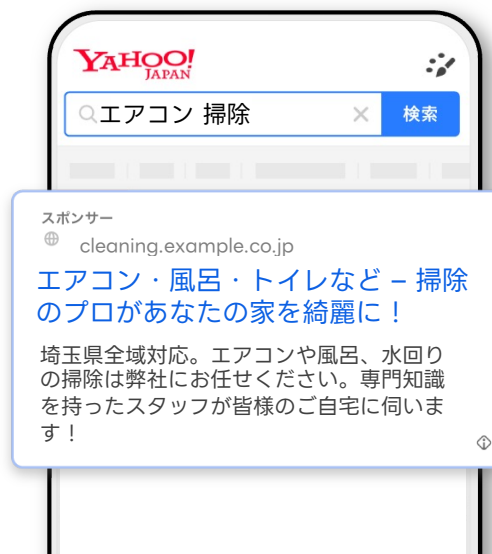 YAHOO!
JAPAN
エアコン 掃除
検索
スポンサー
cleaning.example.co.jp
エアコン・風呂・トイレなど – 掃除
のプロがあなたの家を綺麗に！
埼玉県全域対応。エアコンや風呂、水回り
の掃除は弊社にお任せください。専門知識
を持ったスタッフが皆様のご自宅に伺いま
す！